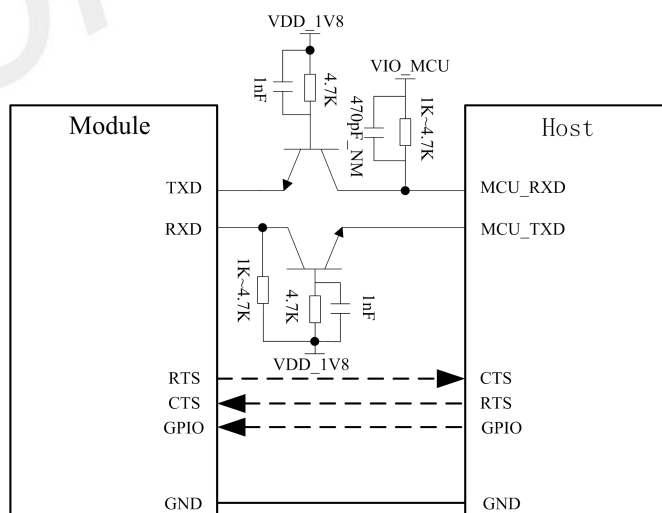 VDD_1V8
1nF
4.7K
VIO_MCU
470pF_NM
1K~4.7K
Module
Host
TXD
MCU_RXD
RXD
MCU_TXD
1K~4.7K
4.7K
1nF
VDD_1V8
RTS
CTS
CTS
RTS
GPIO
GPIO
GND
GND